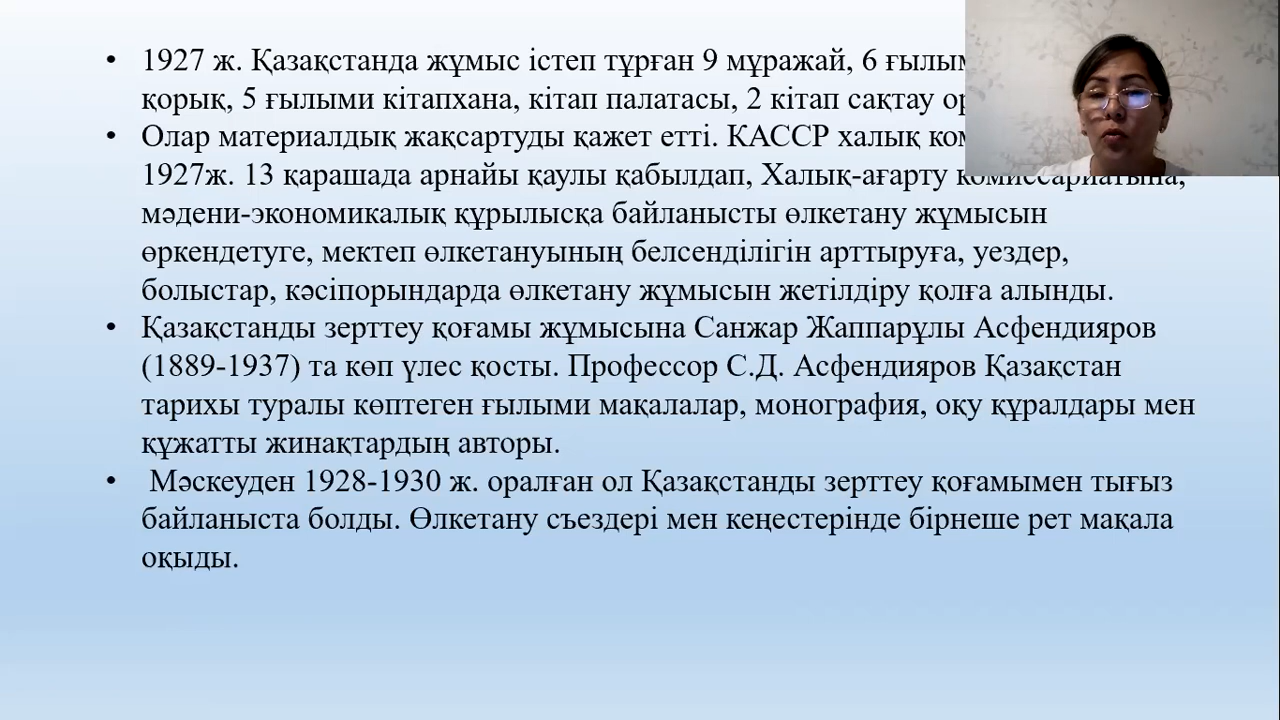 • 1927 ж. Қазақстанда жұмыс істеп тұрған 9 мұражай, 6
қорық, 5 ғылыми кітапхана, кітап палатасы, 2 кітап сақтау
• Олар материалдық жақсартуды қажет етті. КАССР халық
1927ж. 13 қарашада арнайы қаулы қабылдап, Халық-ағарту комиссариатына,
мәдени-экономикалық құрылысқа байланысты өлкетану жұмысын
өркендетуге, мектеп өлкетануының белсенділігін арттыруға, уездер,
болыстар, кәсіпорындарда өлкетану жұмысын жетілдіру қолға алынды.
• Қазақстанды зерттеу қоғамы жұмысына Санжар Жаппарұлы Асфендияров
(1889-1937) та көп үлес қосты. Профессор С.Д. Асфендияров Қазақстан
тарихы туралы көптеген ғылыми мақалалар, монография, оқу құралдары мен
құжатты жинақтардың авторы.
• Мәскеуден 1928-1930 ж. оралған ол Қазақстанды зерттеу қоғамымен тығыз
байланыста болды. Өлкетану съездері мен кеңестерінде бірнеше рет мақала
оқыды.